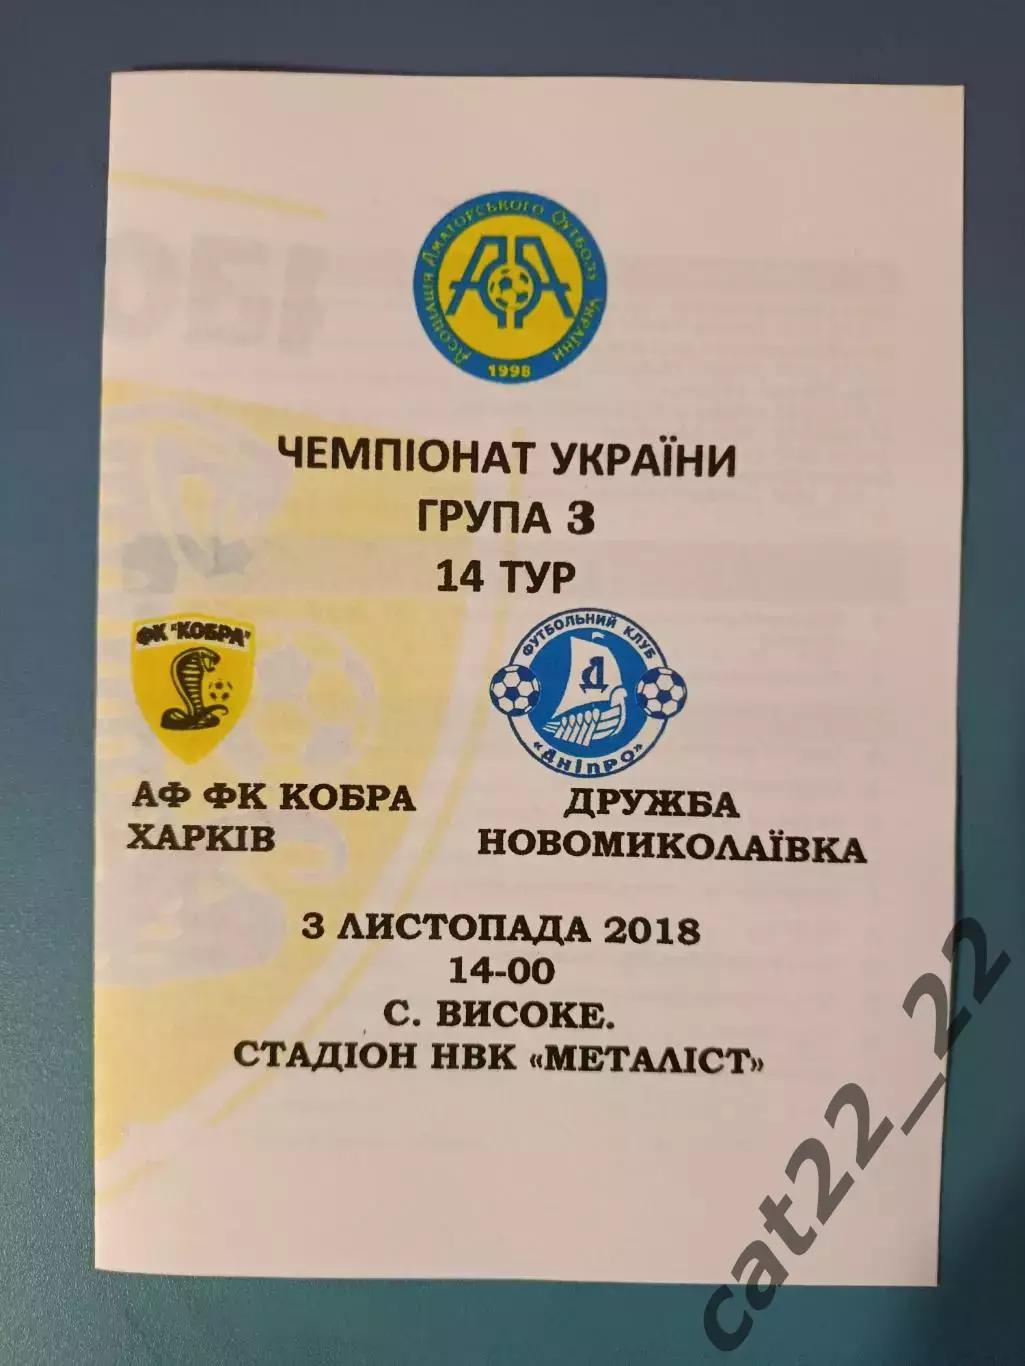 Асоціація Аматорського Футболу України
1998
ЧЕМПІОНАТ УКРАЇНИ
ГРУПА 3
14 ТУР
ФК "КОБРА"
ФУТБОЛЬНИЙ КЛУБ
Д
«Дніпро»
АФ ФК КОБРА
ХАРКІВ
ДРУЖБА
НОВОМИКОЛАЇВКА
3 ЛИСТОПАДА 2018
14-00
С. ВИСОКЕ.
СТАДІОН НВК «МЕТАЛІСТ»
cat22_22